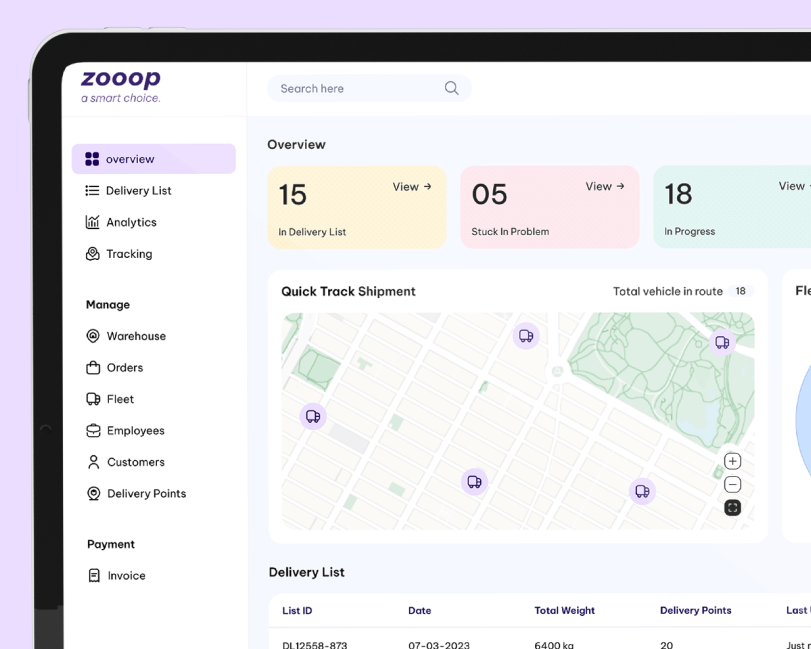 zooop
a smart choice.
Search here
overview
Delivery List
Analytics
Tracking
Manage
Warehouse
Orders
Fleet
Employees
Customers
Delivery Points
Payment
Invoice
Overview
15
View →
In Delivery List
05
View →
Stuck In Problem
18
View
In Progress
Quick Track Shipment
Total vehicle in route 18
Delivery List
List ID Date Total Weight Delivery Points Last
DL12558-873 07-03-2023 6400 kg 20 Just